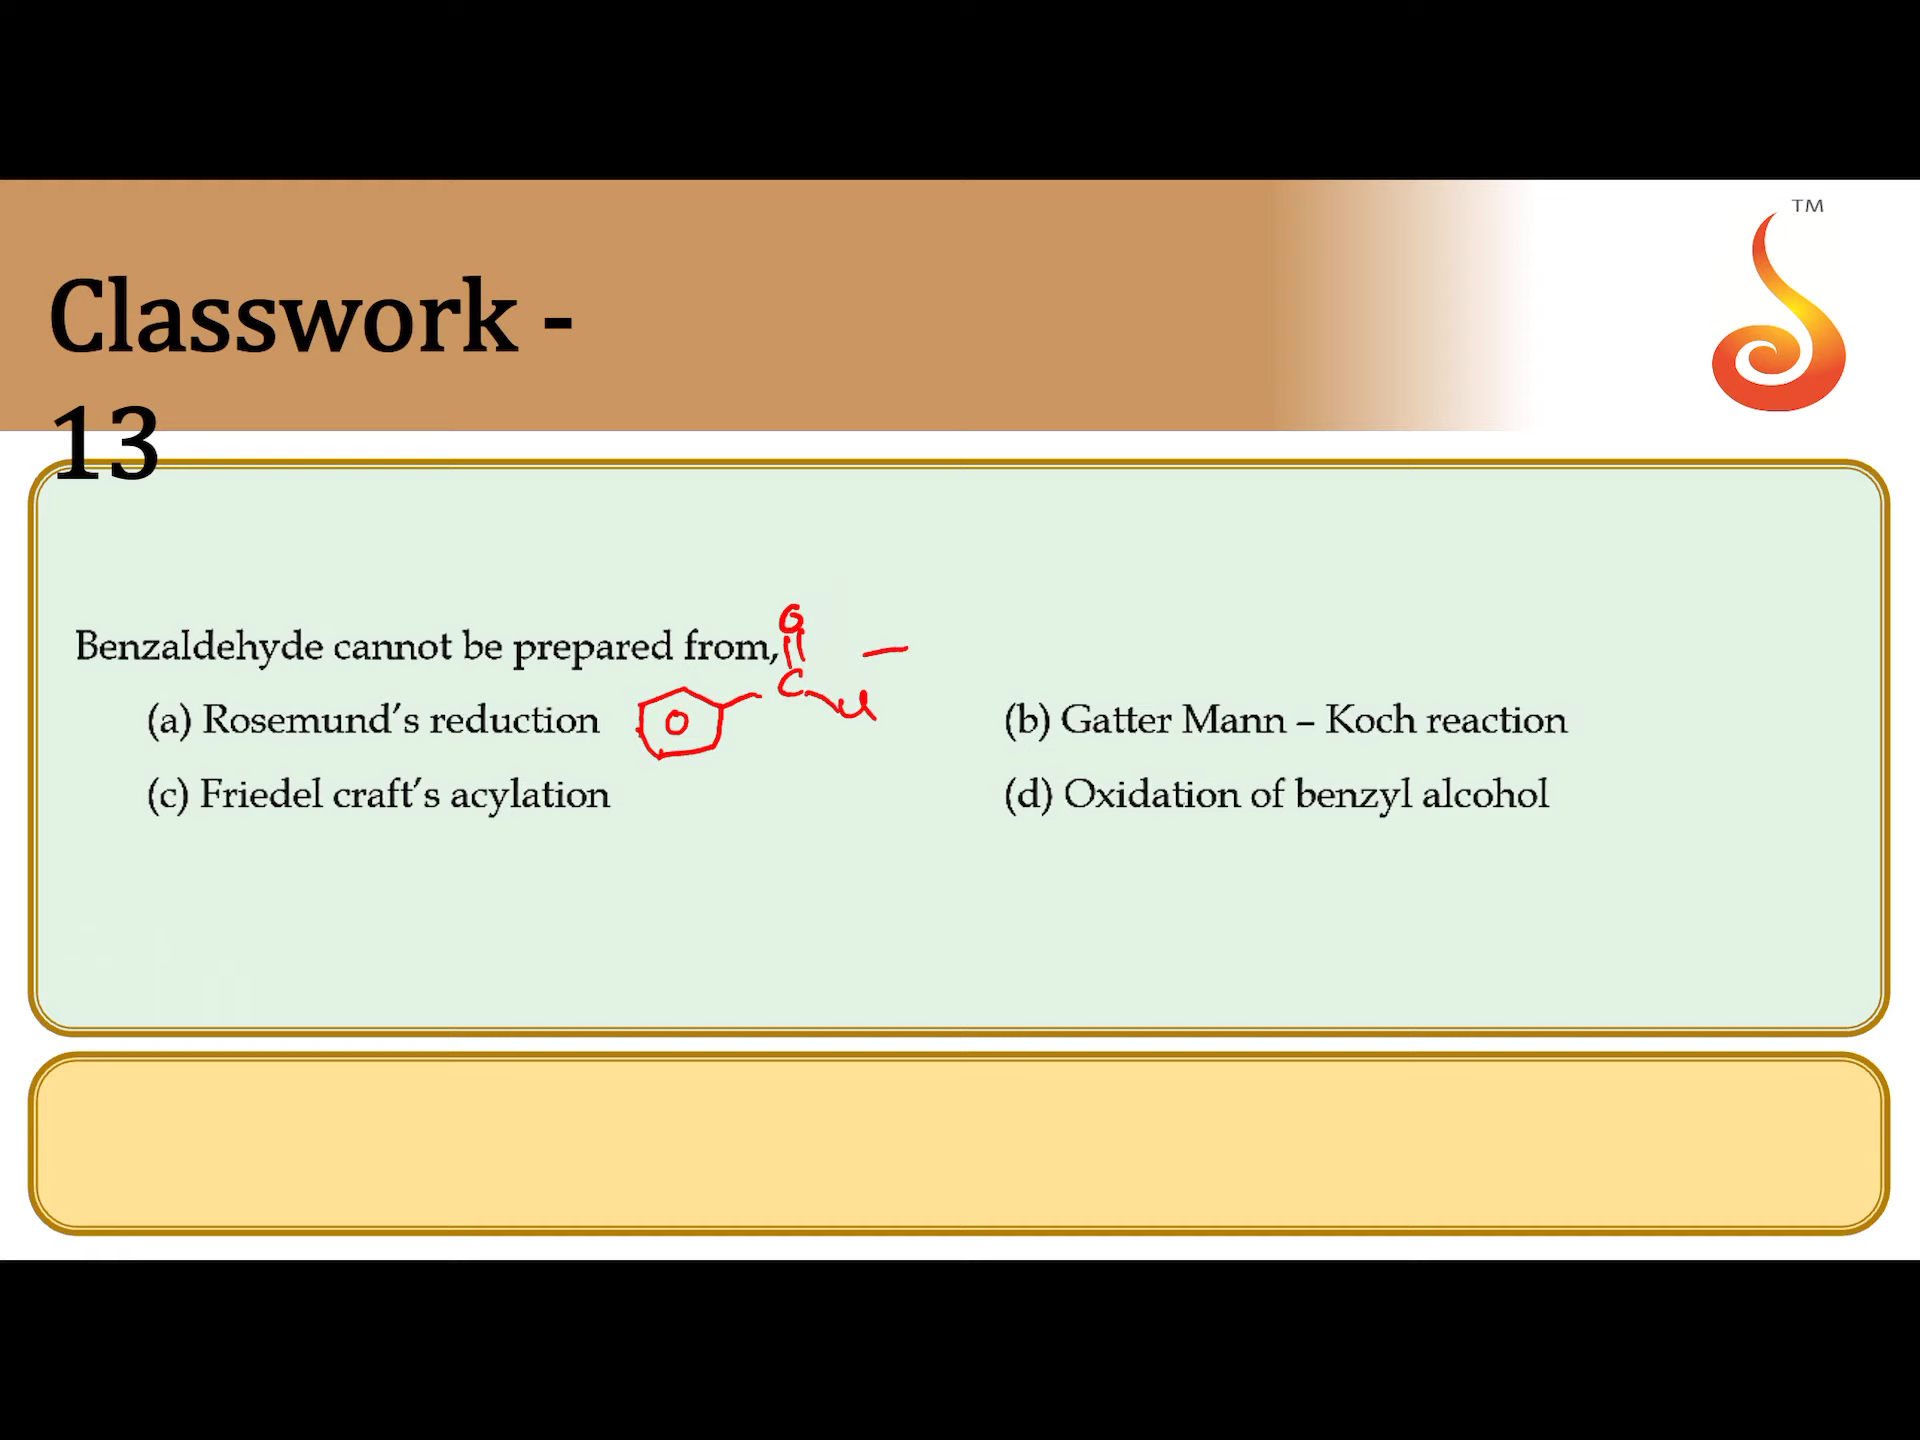 TM
Classwork -
13
Benzaldehyde cannot be prepared from,
O
C
H
(a) Rosemund's reduction
(b) Gatter Mann – Koch reaction
(c) Friedel craft's acylation
(d) Oxidation of benzyl alcohol